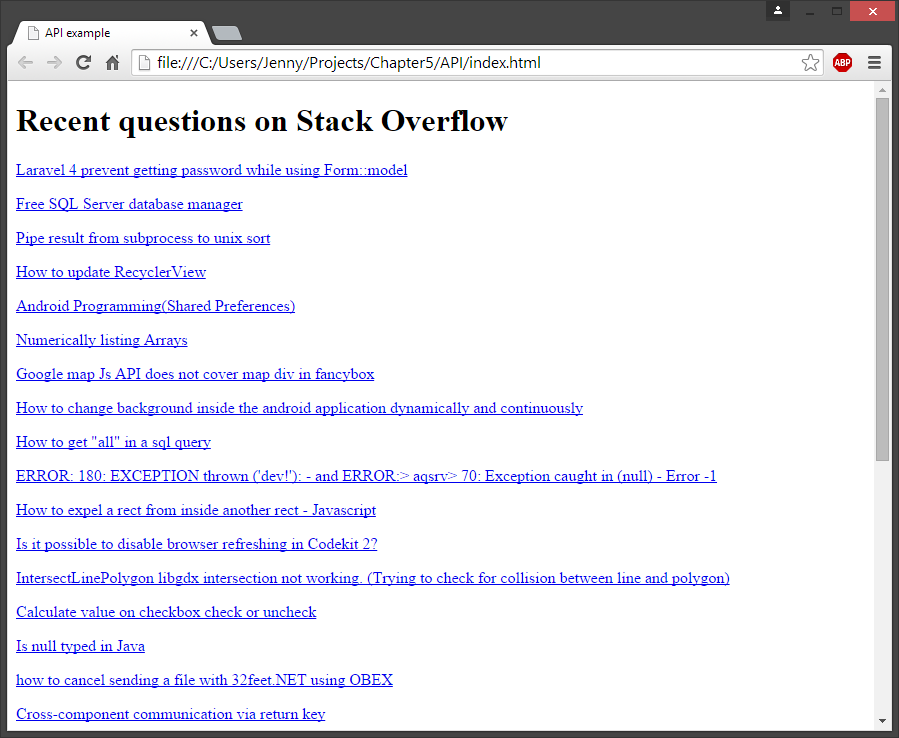 API example
file:///C:/Users/Jenny/Projects/Chapter5/API/index.html
ABP
Recent questions on Stack Overflow
Laravel 4 prevent getting password while using Form::model
Free SQL Server database manager
Pipe result from subprocess to unix sort
How to update RecyclerView
Android Programming(Shared Preferences)
Numerically listing Arrays
Google map Js API does not cover map div in fancybox
How to change background inside the android application dynamically and continuously
How to get "all" in a sql query
ERROR: 180: EXCEPTION thrown ('dev!'): - and ERROR:> aqsrv> 70: Exception caught in (null) - Error -1
How to expel a rect from inside another rect - Javascript
Is it possible to disable browser refreshing in Codekit 2?
IntersectLinePolygon libgdx intersection not working. (Trying to check for collision between line and polygon)
Calculate value on checkbox check or uncheck
Is null typed in Java
how to cancel sending a file with 32feet.NET using OBEX
Cross-component communication via return key